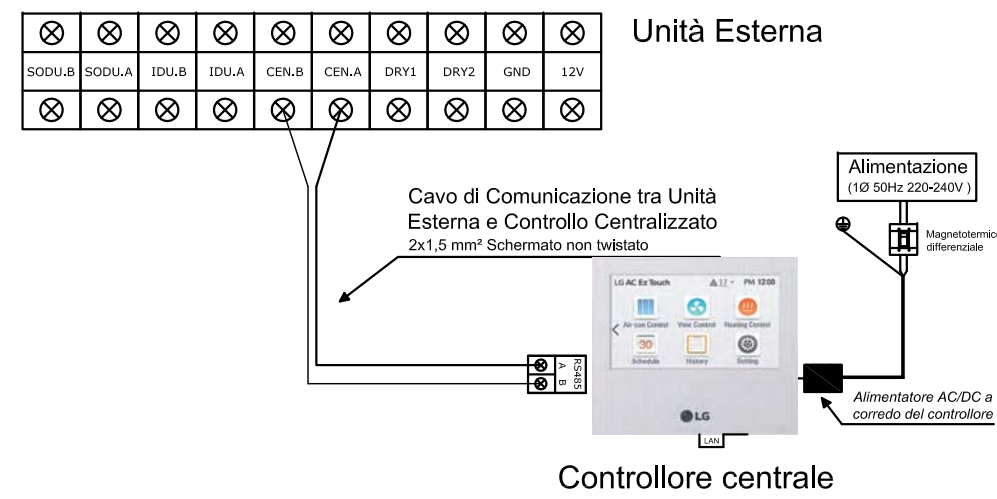 Unità Esterna
SODU.B SODU.A IDU.B IDU.A CEN.B CEN.A DRY1 DRY2 GND 12V
Alimentazione
(1Ø 50Hz 220-240V )
Magnetotermico
differenziale
Cavo di Comunicazione tra Unità
Esterna e Controllo Centralizzato
2x1,5 mm² Schermato non twistato
LG AC Ez Touch 17 PM 12:00
Air-con Control Vent Control Heating Control
30
Schedule History Setting
A
B
RS485
LG
LAN
Alimentatore AC/DC a
corredo del controllore
Controllore centrale